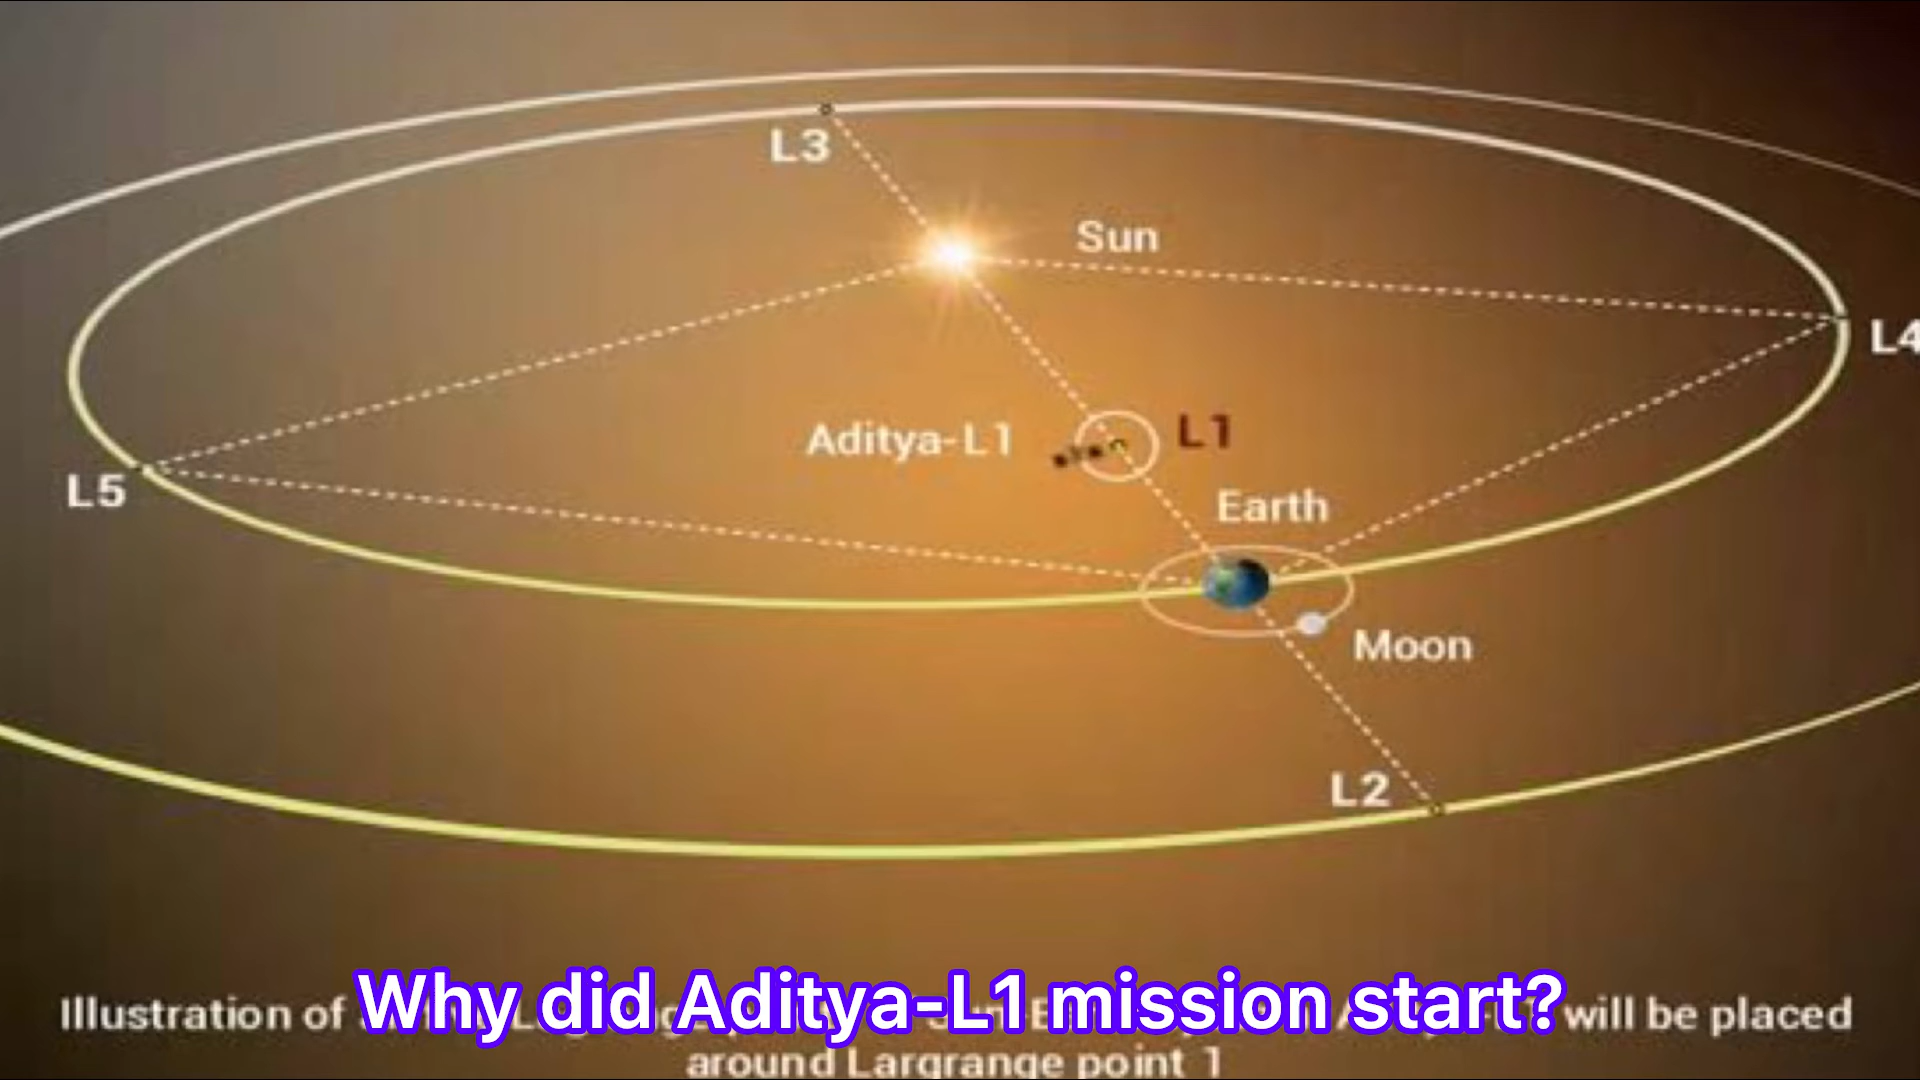 L3
Sun
L4
Aditya-L1
L1
L5
Earth
Moon
L2
Why did Aditya-L1 mission start?
Illustration of will be placed
around Largrange point 1